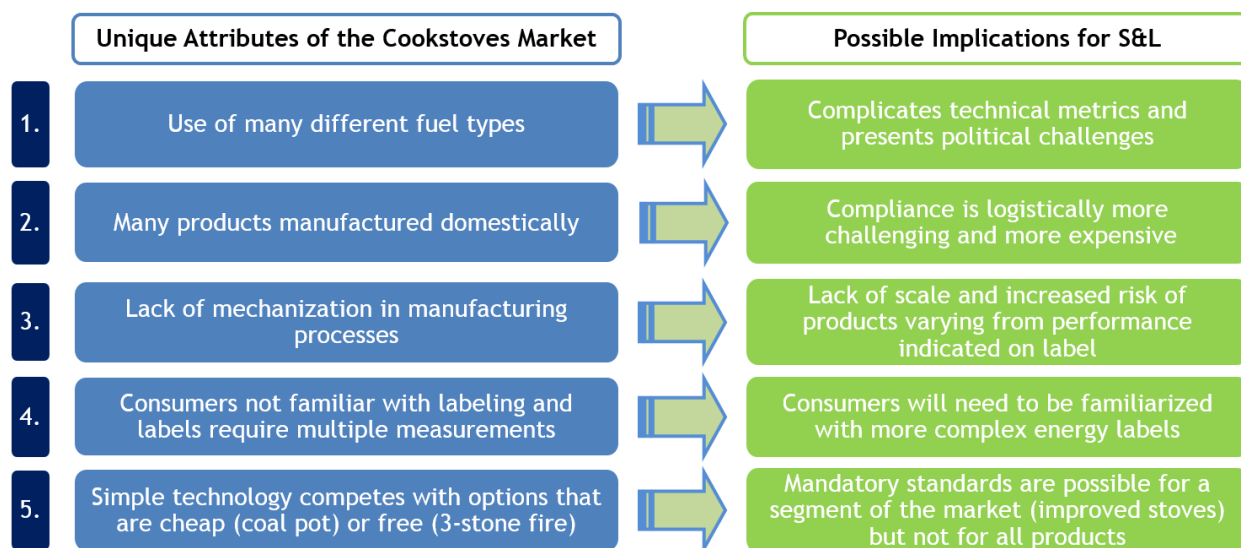 Unique Attributes of the Cookstoves Market
Possible Implications for S&L
1.
Use of many different fuel types
Complicates technical metrics and
presents political challenges
2.
Many products manufactured domestically
Compliance is logistically more
challenging and more expensive
3.
Lack of mechanization in manufacturing
processes
Lack of scale and increased risk of
products varying from performance
indicated on label
4.
Consumers not familiar with labeling and
labels require multiple measurements
Consumers will need to be familiarized
with more complex energy labels
5.
Simple technology competes with options that
are cheap (coal pot) or free (3-stone fire)
Mandatory standards are possible for a
segment of the market (improved stoves)
but not for all products